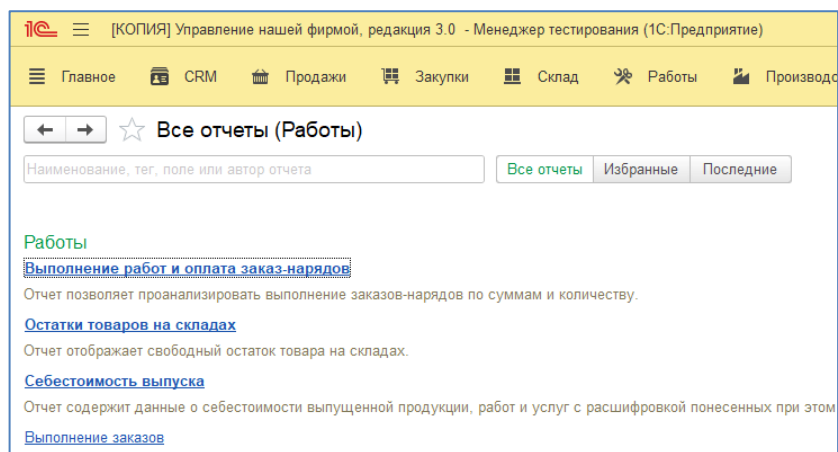 1С [КОПИЯ] Управление нашей фирмой, редакция 3.0 - Менеджер тестирования (1С:Предприятие)
Главное CRM Продажи Закупки Склад Работы Производс
Все отчеты (Работы)
Наименование, тег, поле или автор отчета Все отчеты Избранные Последние
Работы
Выполнение работ и оплата заказ-нарядов
Отчет позволяет проанализировать выполнение заказов-нарядов по суммам и количеству.
Остатки товаров на складах
Отчет отображает свободный остаток товара на складах.
Себестоимость выпуска
Отчет содержит данные о себестоимости выпущенной продукции, работ и услуг с расшифровкой понесенных при этом
Выполнение заказов